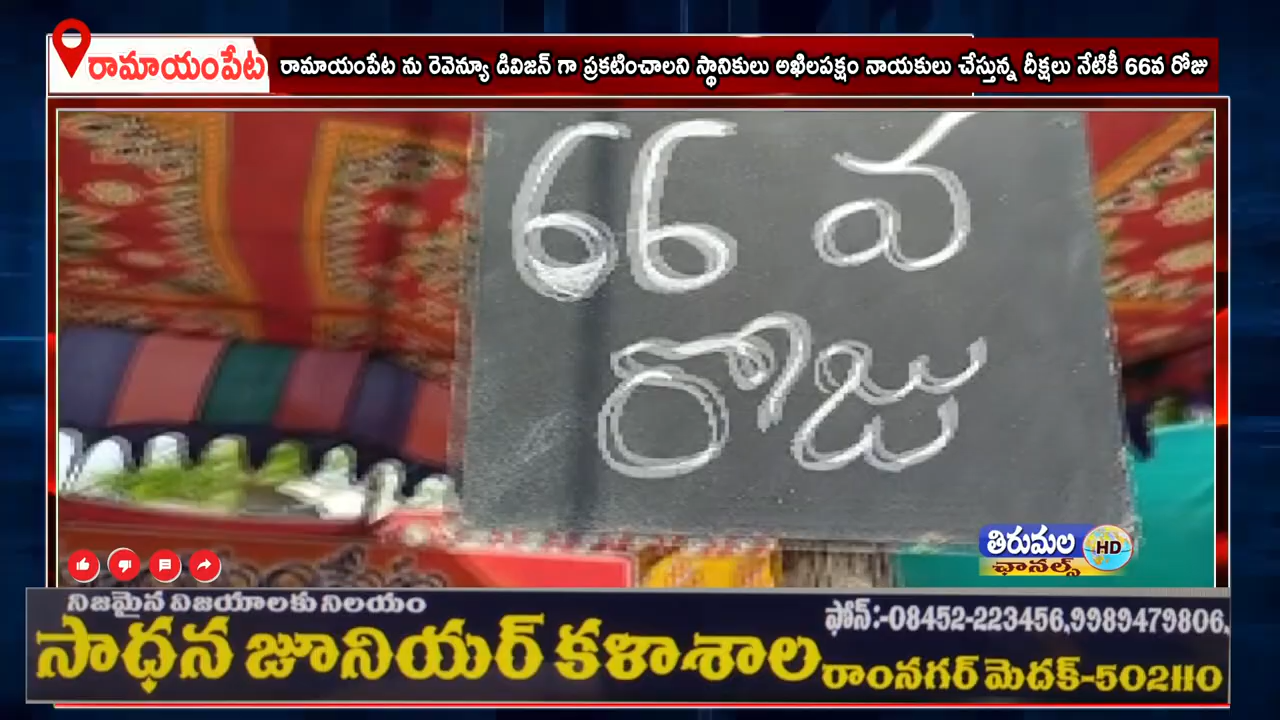 రామాయంపేట
రామాయంపేట ను రెవెన్యూ డివిజన్ గా ప్రకటించాలని స్థానికులు అఖిలపక్షం నాయకులు చేస్తున్న దీక్షలు నేటికీ 66వ రోజు
66 వ
రోజు
తిరుమల
ఛానల్స్
HD
నిజమైన విజయాలకు నిలయం
సాధన జూనియర్ కళాశాల
ఫోన్:-08452-223456,9989479806,
రాంనగర్ మెదక్-502110